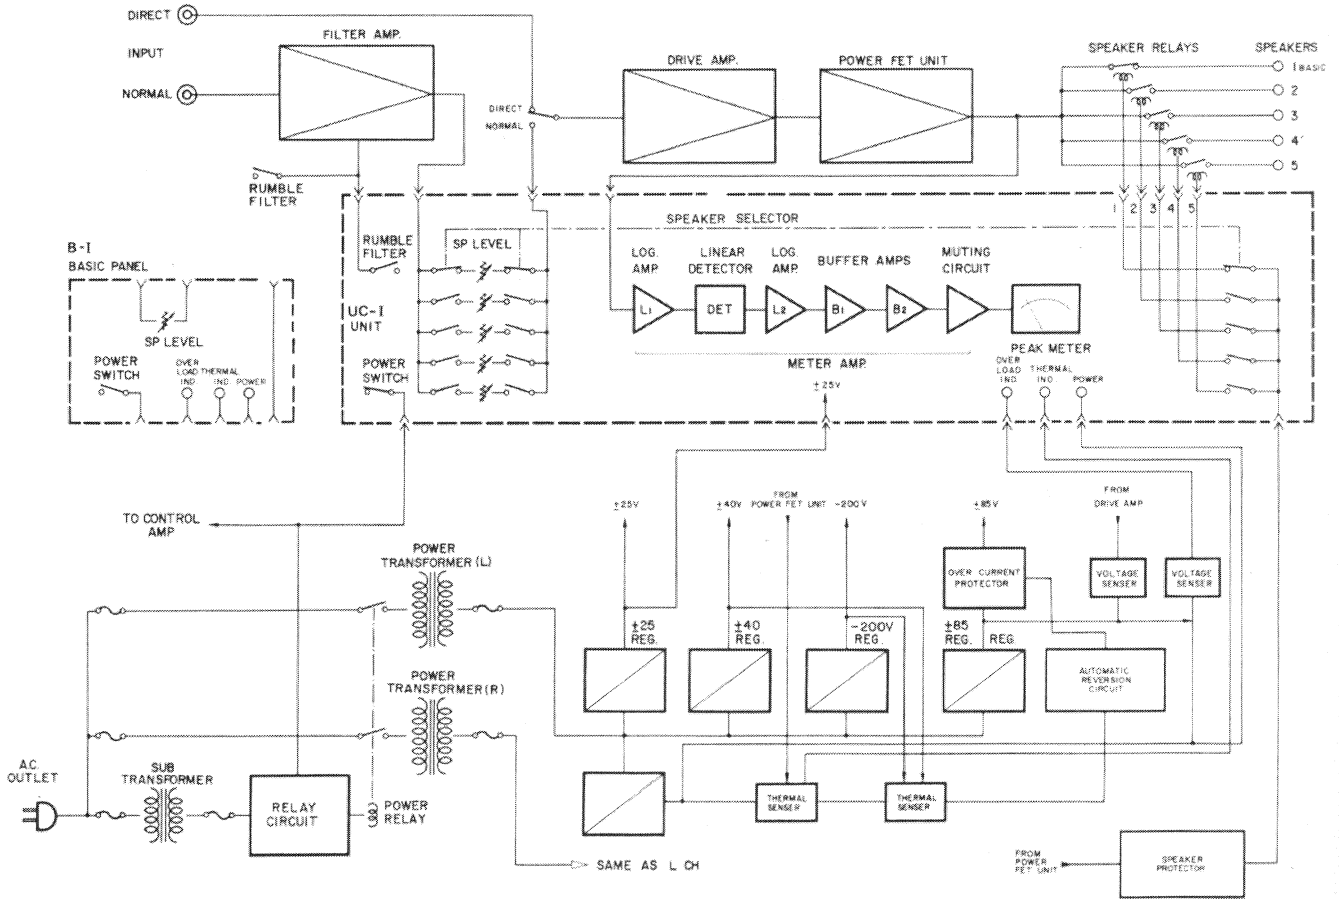 DIRECT
INPUT
NORMAL
FILTER AMP.
DIRECT
NORMAL
DRIVE AMP.
POWER FET UNIT
SPEAKER RELAYS
SPEAKERS
1 BASIC
2
3
4
5
RUMBLE
FILTER
1 2 3 4 5
SPEAKER SELECTOR
B-1
BASIC PANEL
SP LEVEL
POWER
SWITCH
OVER
LOAD
IND.
THERMAL
IND.
POWER
RUMBLE
FILTER
SP LEVEL
UC-1
UNIT
POWER
SWITCH
LOG.
AMP.
LINEAR
DETECTOR
LOG.
AMP.
BUFFER AMPS
MUTING
CIRCUIT
L1
DET
L2
B1
B2
METER AMP.
±25V
PEAK METER
OVER
LOAD
IND.
THERMAL
IND.
POWER
TO CONTROL
AMP
±25V
±40V
FROM
POWER FET UNIT
-200V
±85V
FROM
DRIVE AMP
POWER
TRANSFORMER (L)
OVER CURRENT
PROTECTOR
VOLTAGE
SENSER
VOLTAGE
SENSER
±25
REG.
±40
REG.
-200V
REG.
±85
REG.
REG.
AUTOMATIC
REVERSION
CIRCUIT
POWER
TRANSFORMER (R)
A.C.
OUTLET
SUB
TRANSFORMER
RELAY
CIRCUIT
POWER
RELAY
THERMAL
SENSER
THERMAL
SENSER
SAME AS L CH
FROM
POWER
FET UNIT
SPEAKER
PROTECTOR